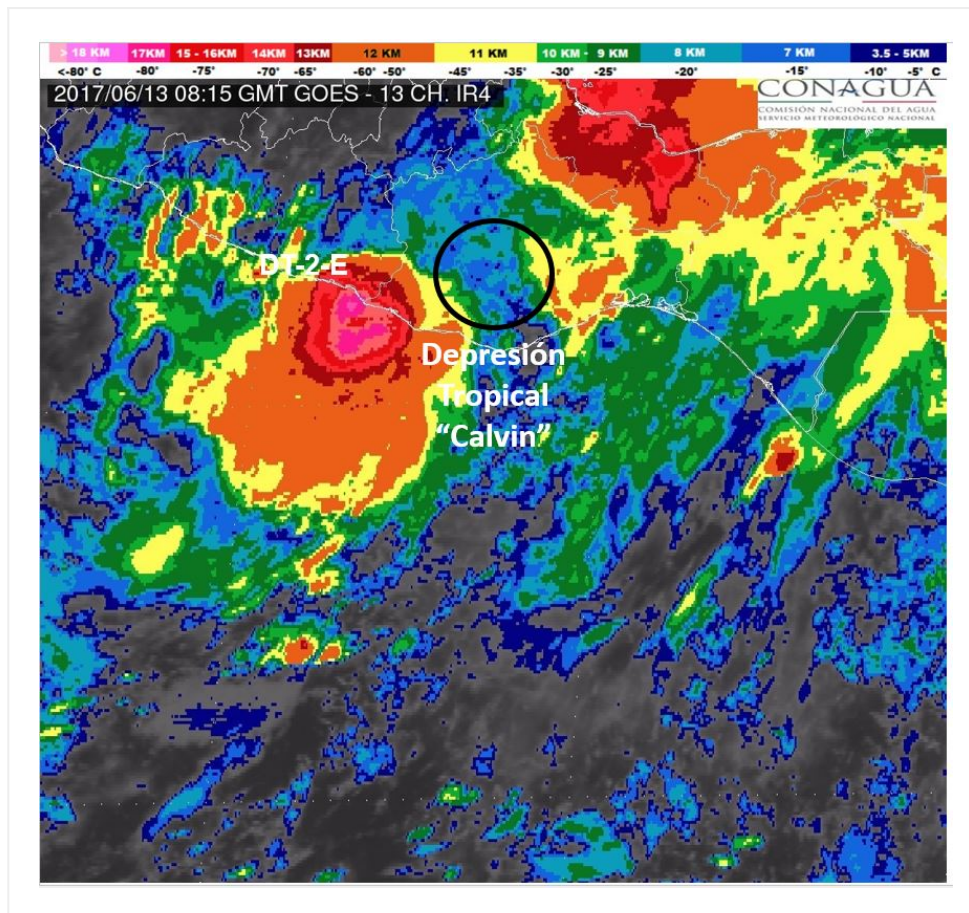 > 18 KM 17KM 15 - 16KM 14KM 13KM 12 KM 11 KM 10 KM - 9 KM 8 KM 7 KM 3.5 - 5KM
<-80° C -80° -75° -70° -65° -60° -50° -45° -35° -30° -25° -20° -15° -10° -5° C
2017/06/13 08:15 GMT GOES - 13 CH. IR4
CONAGUA
COMISIÓN NACIONAL DEL AGUA
SERVICIO METEOROLÓGICO NACIONAL
DT-2-E
Depresión
Tropical
“Calvin”